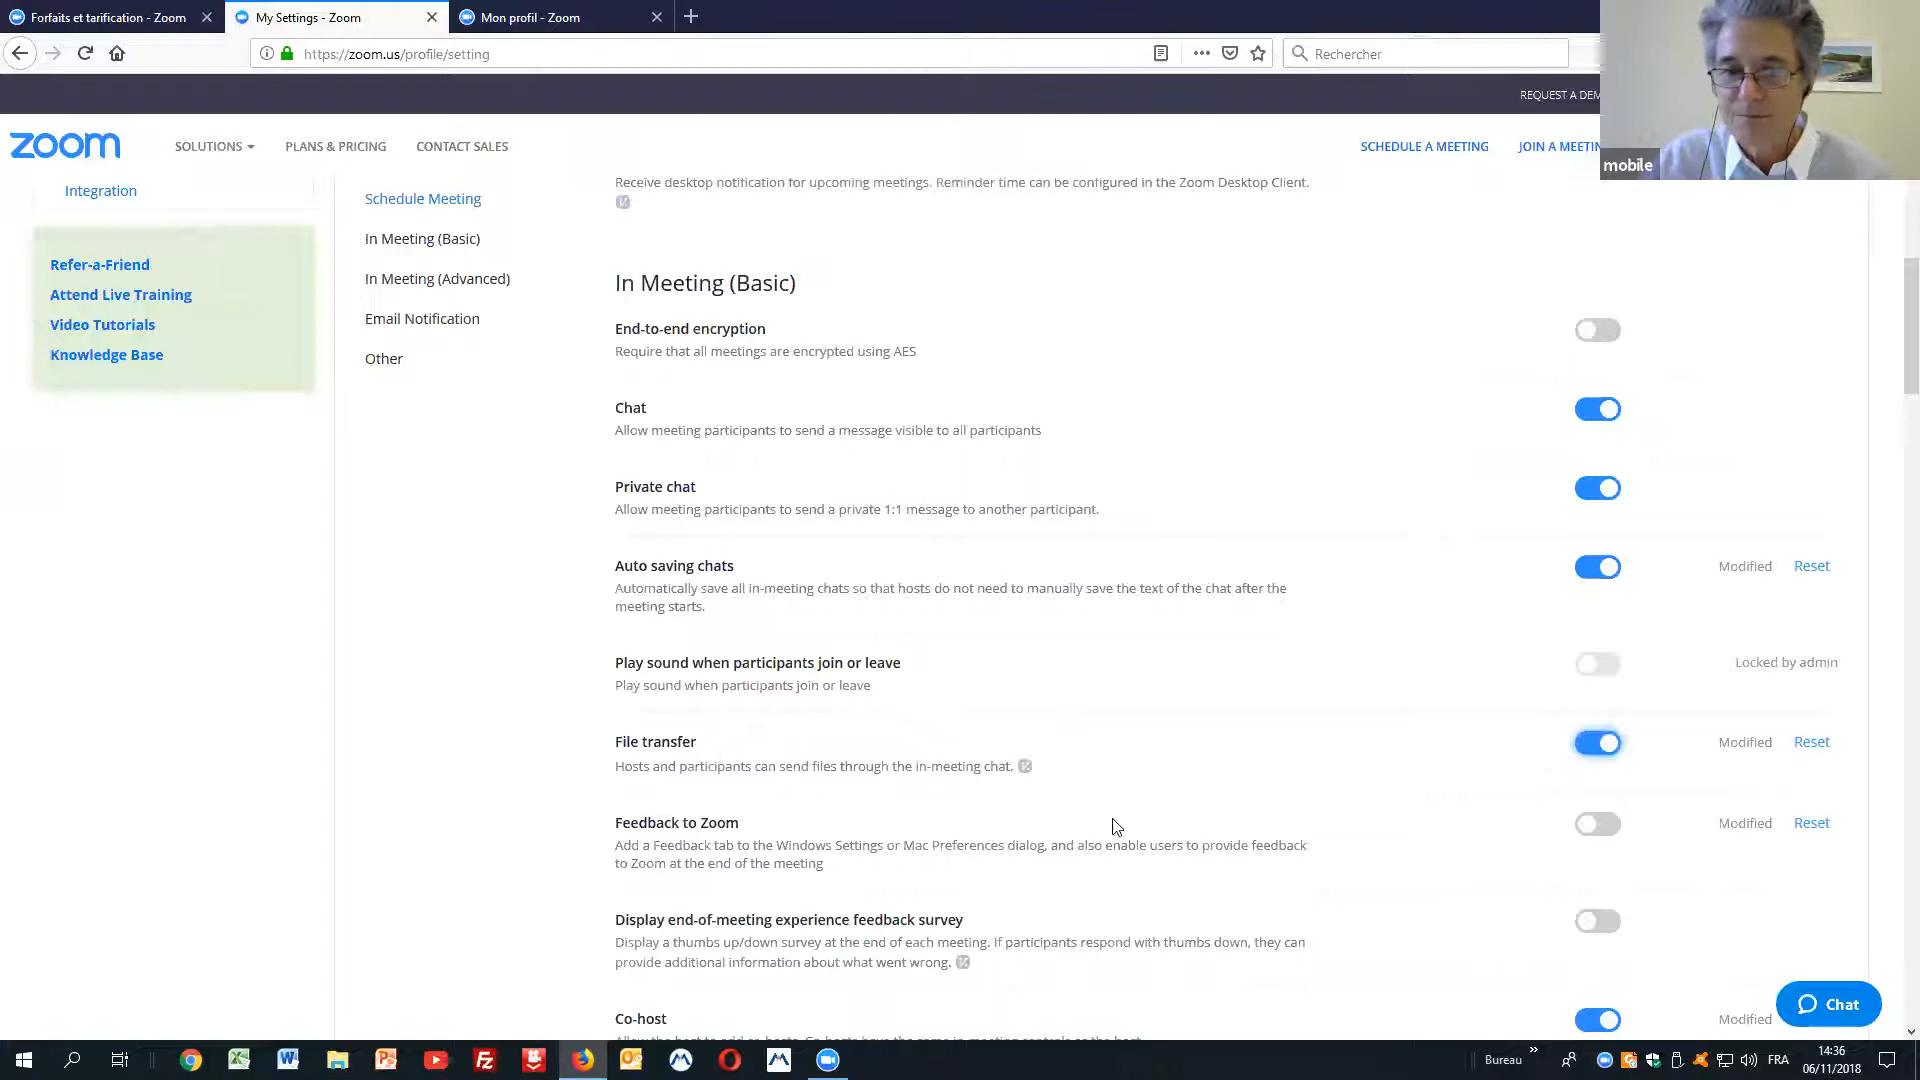 Forfaits et tarification - Zoom
My Settings - Zoom
Mon profil - Zoom
https://zoom.us/profile/setting
Rechercher
REQUEST A DEM
zoom
SOLUTIONS
PLANS & PRICING
CONTACT SALES
SCHEDULE A MEETING
JOIN A MEETIN
mobile
Integration
Refer-a-Friend
Attend Live Training
Video Tutorials
Knowledge Base
Schedule Meeting
In Meeting (Basic)
In Meeting (Advanced)
Email Notification
Other
Receive desktop notification for upcoming meetings. Reminder time can be configured in the Zoom Desktop Client.
In Meeting (Basic)
End-to-end encryption
Require that all meetings are encrypted using AES
Chat
Allow meeting participants to send a message visible to all participants
Private chat
Allow meeting participants to send a private 1:1 message to another participant.
Auto saving chats
Modified Reset
Automatically save all in-meeting chats so that hosts do not need to manually save the text of the chat after the
meeting starts.
Play sound when participants join or leave
Locked by admin
Play sound when participants join or leave
File transfer
Modified Reset
Hosts and participants can send files through the in-meeting chat.
Feedback to Zoom
Modified Reset
Add a Feedback tab to the Windows Settings or Mac Preferences dialog, and also enable users to provide feedback
to Zoom at the end of the meeting
Display end-of-meeting experience feedback survey
Display a thumbs up/down survey at the end of each meeting. If participants respond with thumbs down, they can
provide additional information about what went wrong.
Co-host
Modified
Chat
Bureau
FRA
14:36
06/11/2018